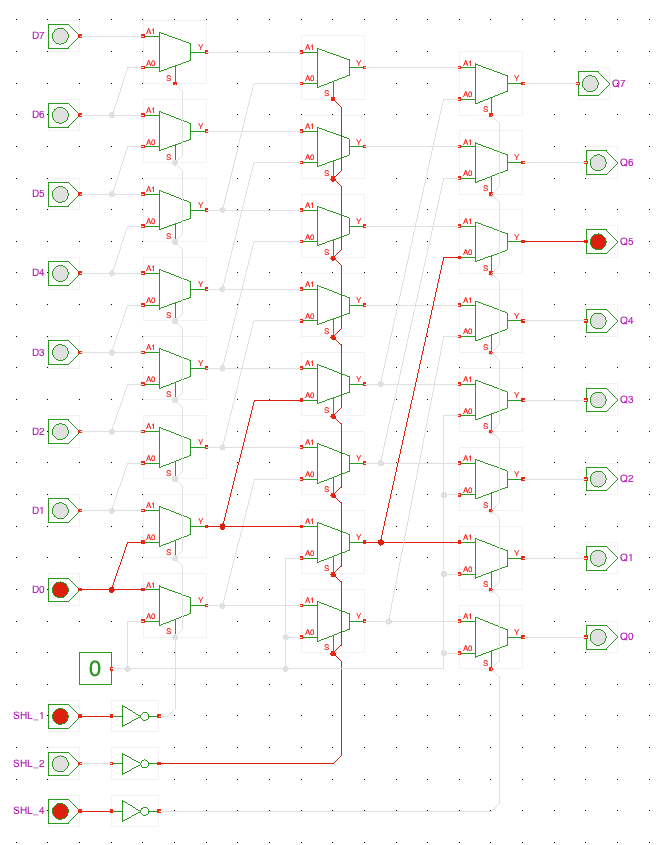 D7 A1
Y A1
A0 Y A1
S A0 Y Q7
S A0
D6 A1 S
Y A1
A0 Y A1
S A0 Y Q6
S A0
D5 A1 S
Y A1
A0 Y A1
S A0 Y Q5
S A0
D4 A1 S
Y A1
A0 Y A1
S A0 Y Q4
S A0
D3 A1 S
Y A1
A0 Y A1
S A0 Y Q3
S A0
D2 A1 S
Y A1
A0 Y A1
S A0 Y Q2
S A0
D1 A1 S
Y A1
A0 Y A1
S A0 Y Q1
S A0
D0 A1 S
Y A1
A0 Y A1
S A0 Y Q0
S A0
0 S
SHL_1
SHL_2
SHL_4